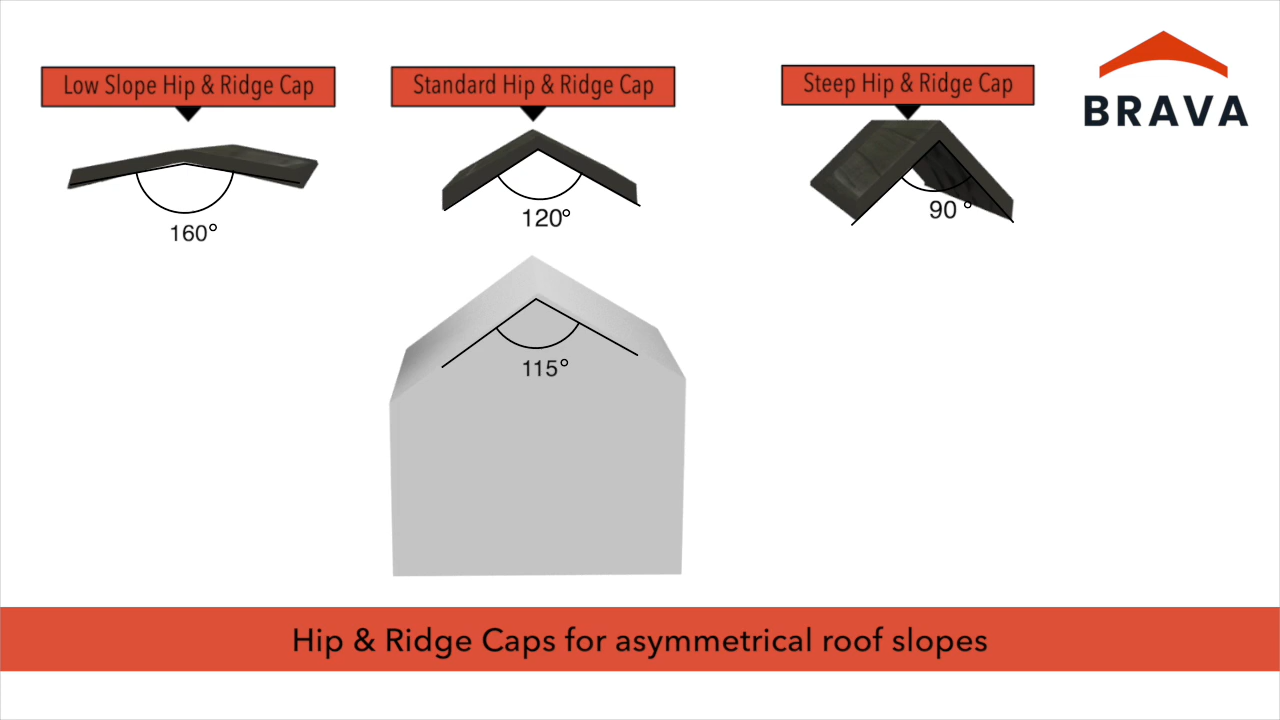 Low Slope Hip & Ridge Cap
Standard Hip & Ridge Cap
Steep Hip & Ridge Cap
BRAVA
160°
120°
90 °
115°
Hip & Ridge Caps for asymmetrical roof slopes